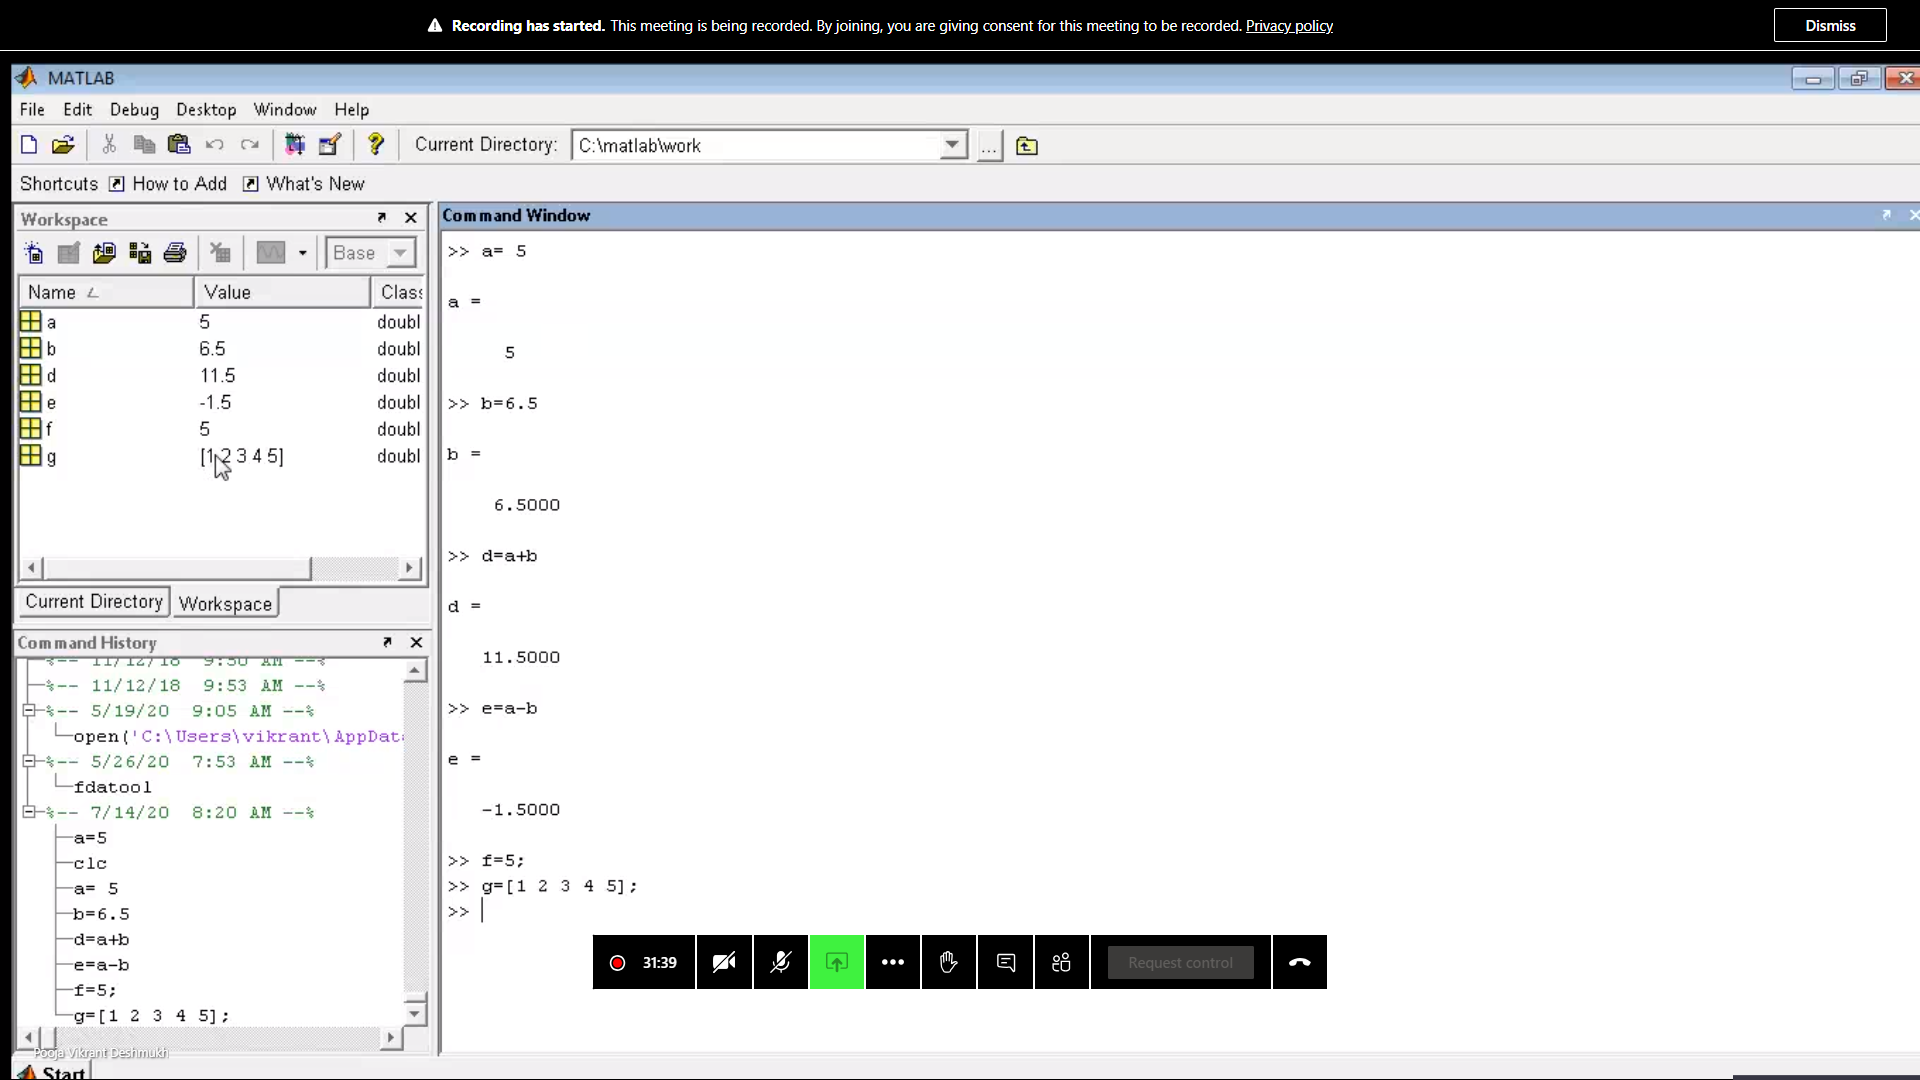 Recording has started. This meeting is being recorded. By joining, you are giving consent for this meeting to be recorded. Privacy policy
Dismiss
MATLAB
File Edit Debug Desktop Window Help
Current Directory: C:\matlab\work ...
Shortcuts How to Add What's New
Workspace
Base
Name Value Clas
a 5 doubl
b 6.5 doubl
d 11.5 doubl
e -1.5 doubl
f 5 doubl
g [1 2 3 4 5] doubl
Current Directory Workspace
Command History
%-- 11/12/18 9:50 AM --%
%-- 11/12/18 9:53 AM --%
%-- 5/19/20 9:05 AM --%
open('C:\Users\vikrant\AppDat
%-- 5/26/20 7:53 AM --%
fdatool
%-- 7/14/20 8:20 AM --%
a=5
clc
a= 5
b=6.5
d=a+b
e=a-b
f=5;
g=[1 2 3 4 5];
Pooja Vikrant Deshmukh
Start
Command Window
>> a= 5
a =
5
>> b=6.5
b =
6.5000
>> d=a+b
d =
11.5000
>> e=a-b
e =
-1.5000
>> f=5;
>> g=[1 2 3 4 5];
>>
31:39
Request control